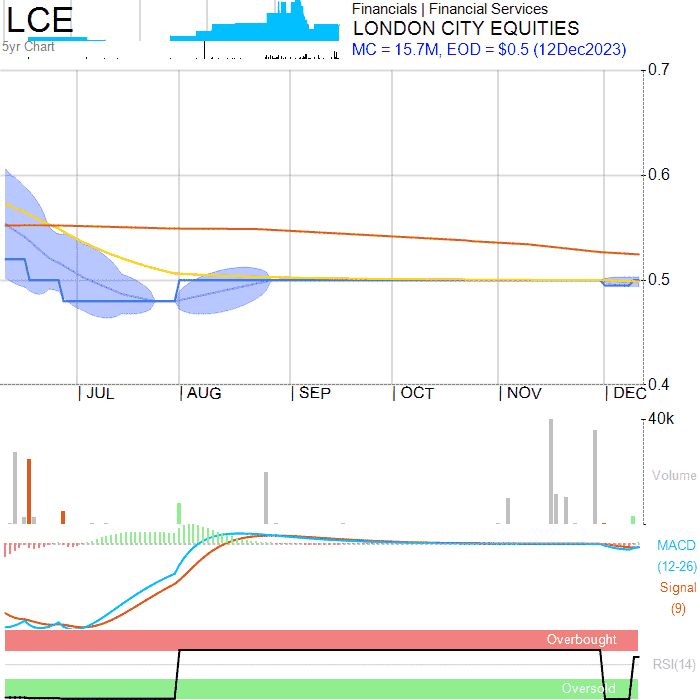 LCE
5yr Chart
Financials | Financial Services
LONDON CITY EQUITIES
MC = 15.7M, EOD = $0.5 (12Dec2023)
0.7
0.6
0.5
0.4
| JUL | AUG | SEP | OCT | NOV | DEC
40k
Volume
MACD
(12-26)
Signal
(9)
Overbought
RSI(14)
Oversold